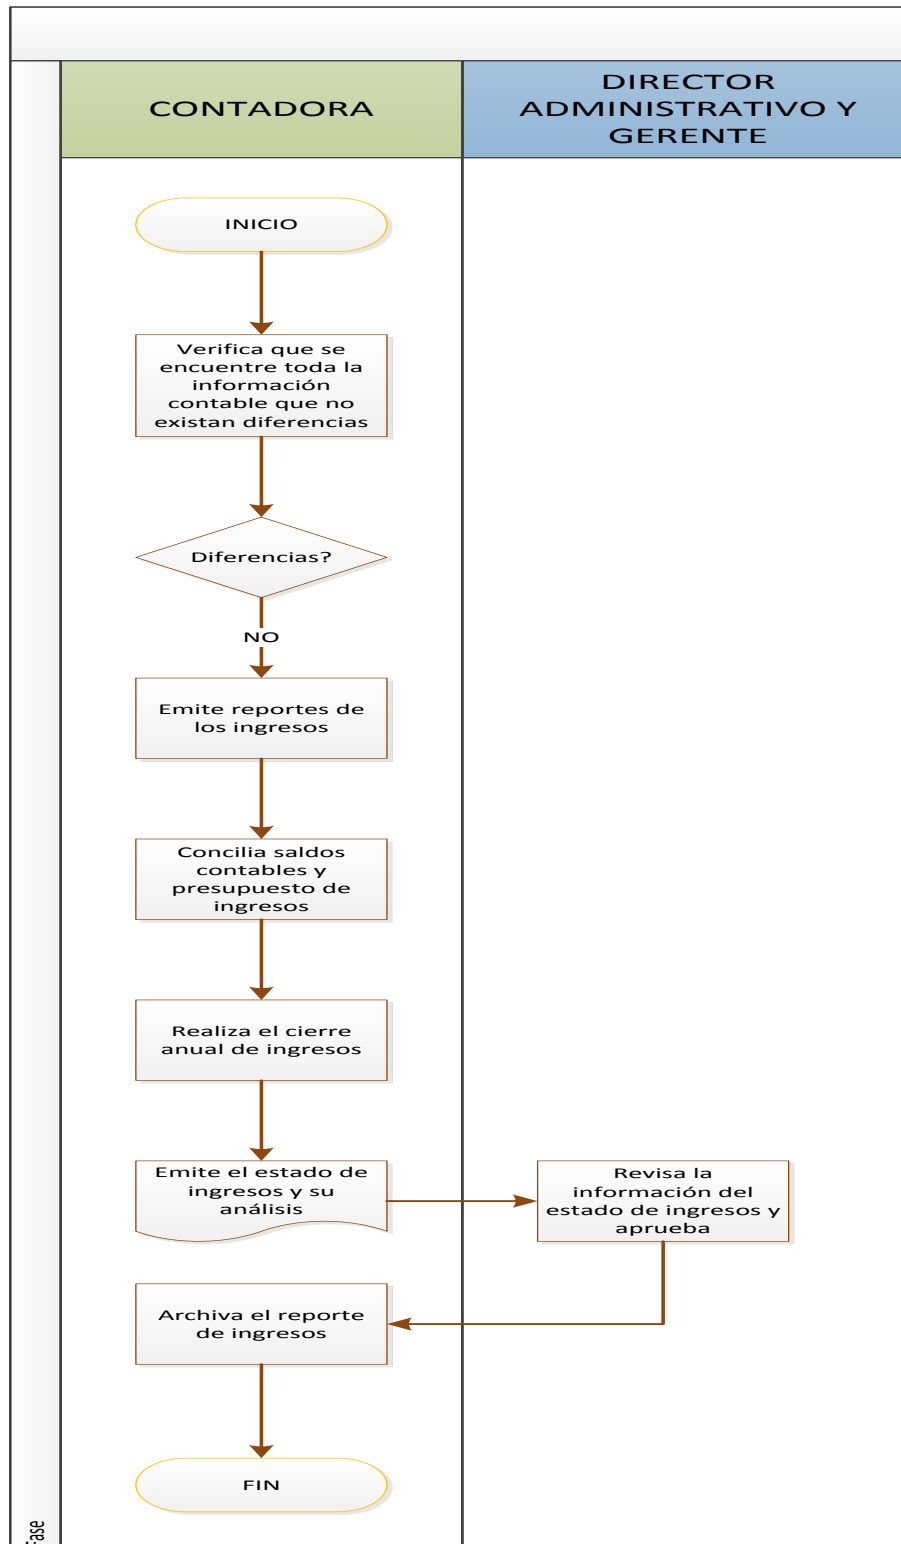 CONTADORA
DIRECTOR
ADMINISTRATIVO Y
GERENTE
INICIO
Verifica que se
encuentre toda la
información
contable que no
existan diferencias
Diferencias?
NO
Emite reportes de
los ingresos
Concilia saldos
contables y
presupuesto de
ingresos
Realiza el cierre
anual de ingresos
Emite el estado de
ingresos y su
análisis
Revisa la
información del
estado de ingresos y
aprueba
Archiva el reporte
de ingresos
FIN
Fase